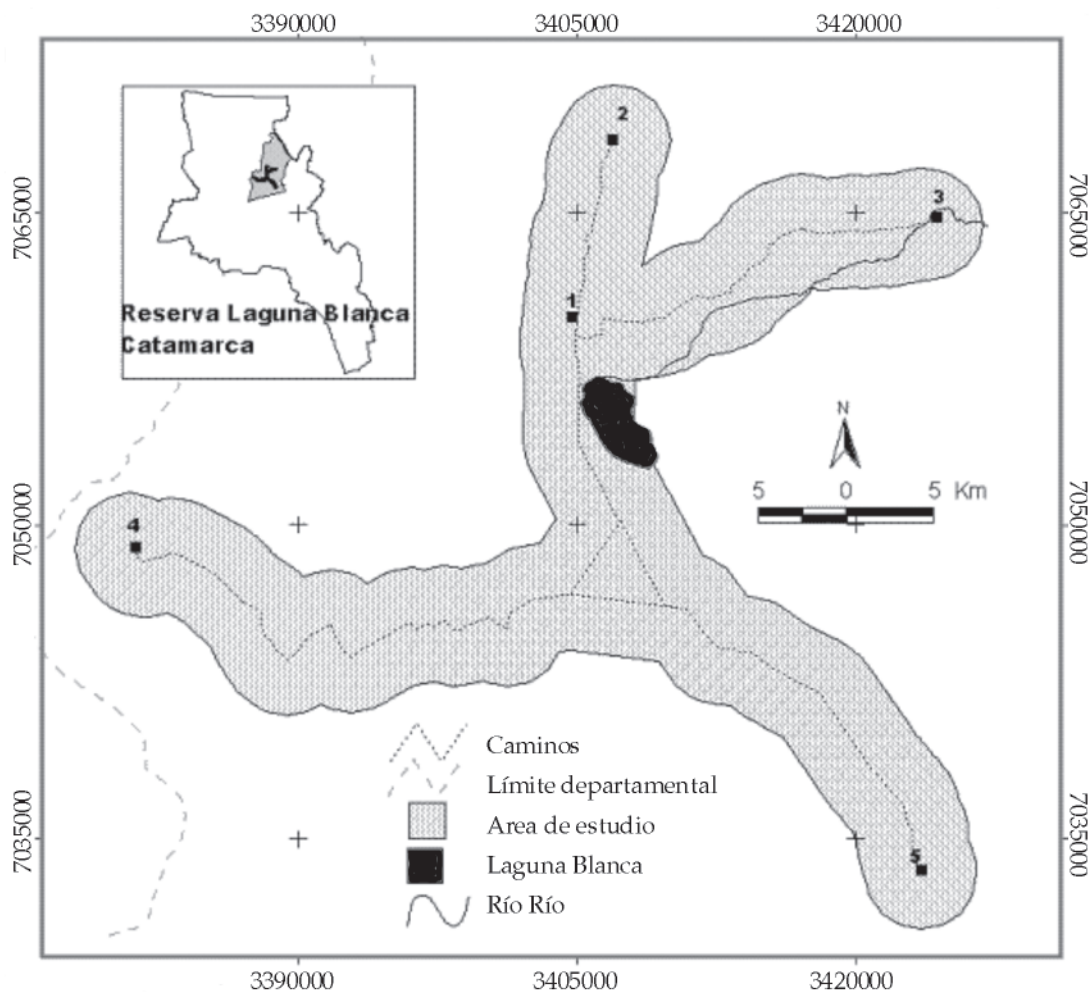 3390000 3405000 3420000
2
3
7065000 7065000
1
Reserva Laguna Blanca
Catamarca
N
5 0 5 Km
4
7050000 7050000
Caminos
Límite departamental
Area de estudio
7035000 7035000
5
Laguna Blanca
Río Río
3390000 3405000 3420000